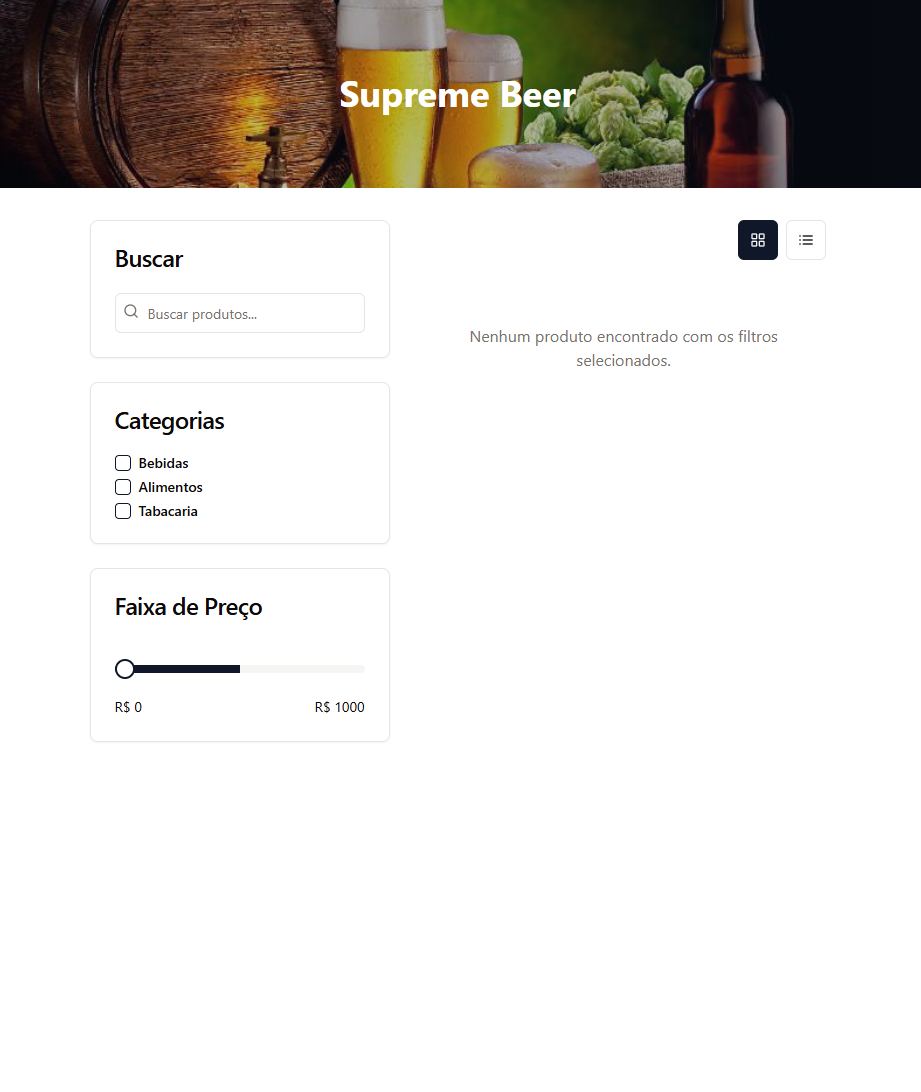 Supreme Beer
Buscar
Buscar produtos...
Categorias
Bebidas
Alimentos
Tabacaria
Faixa de Preço
R$ 0
R$ 1000
Nenhum produto encontrado com os filtros
selecionados.